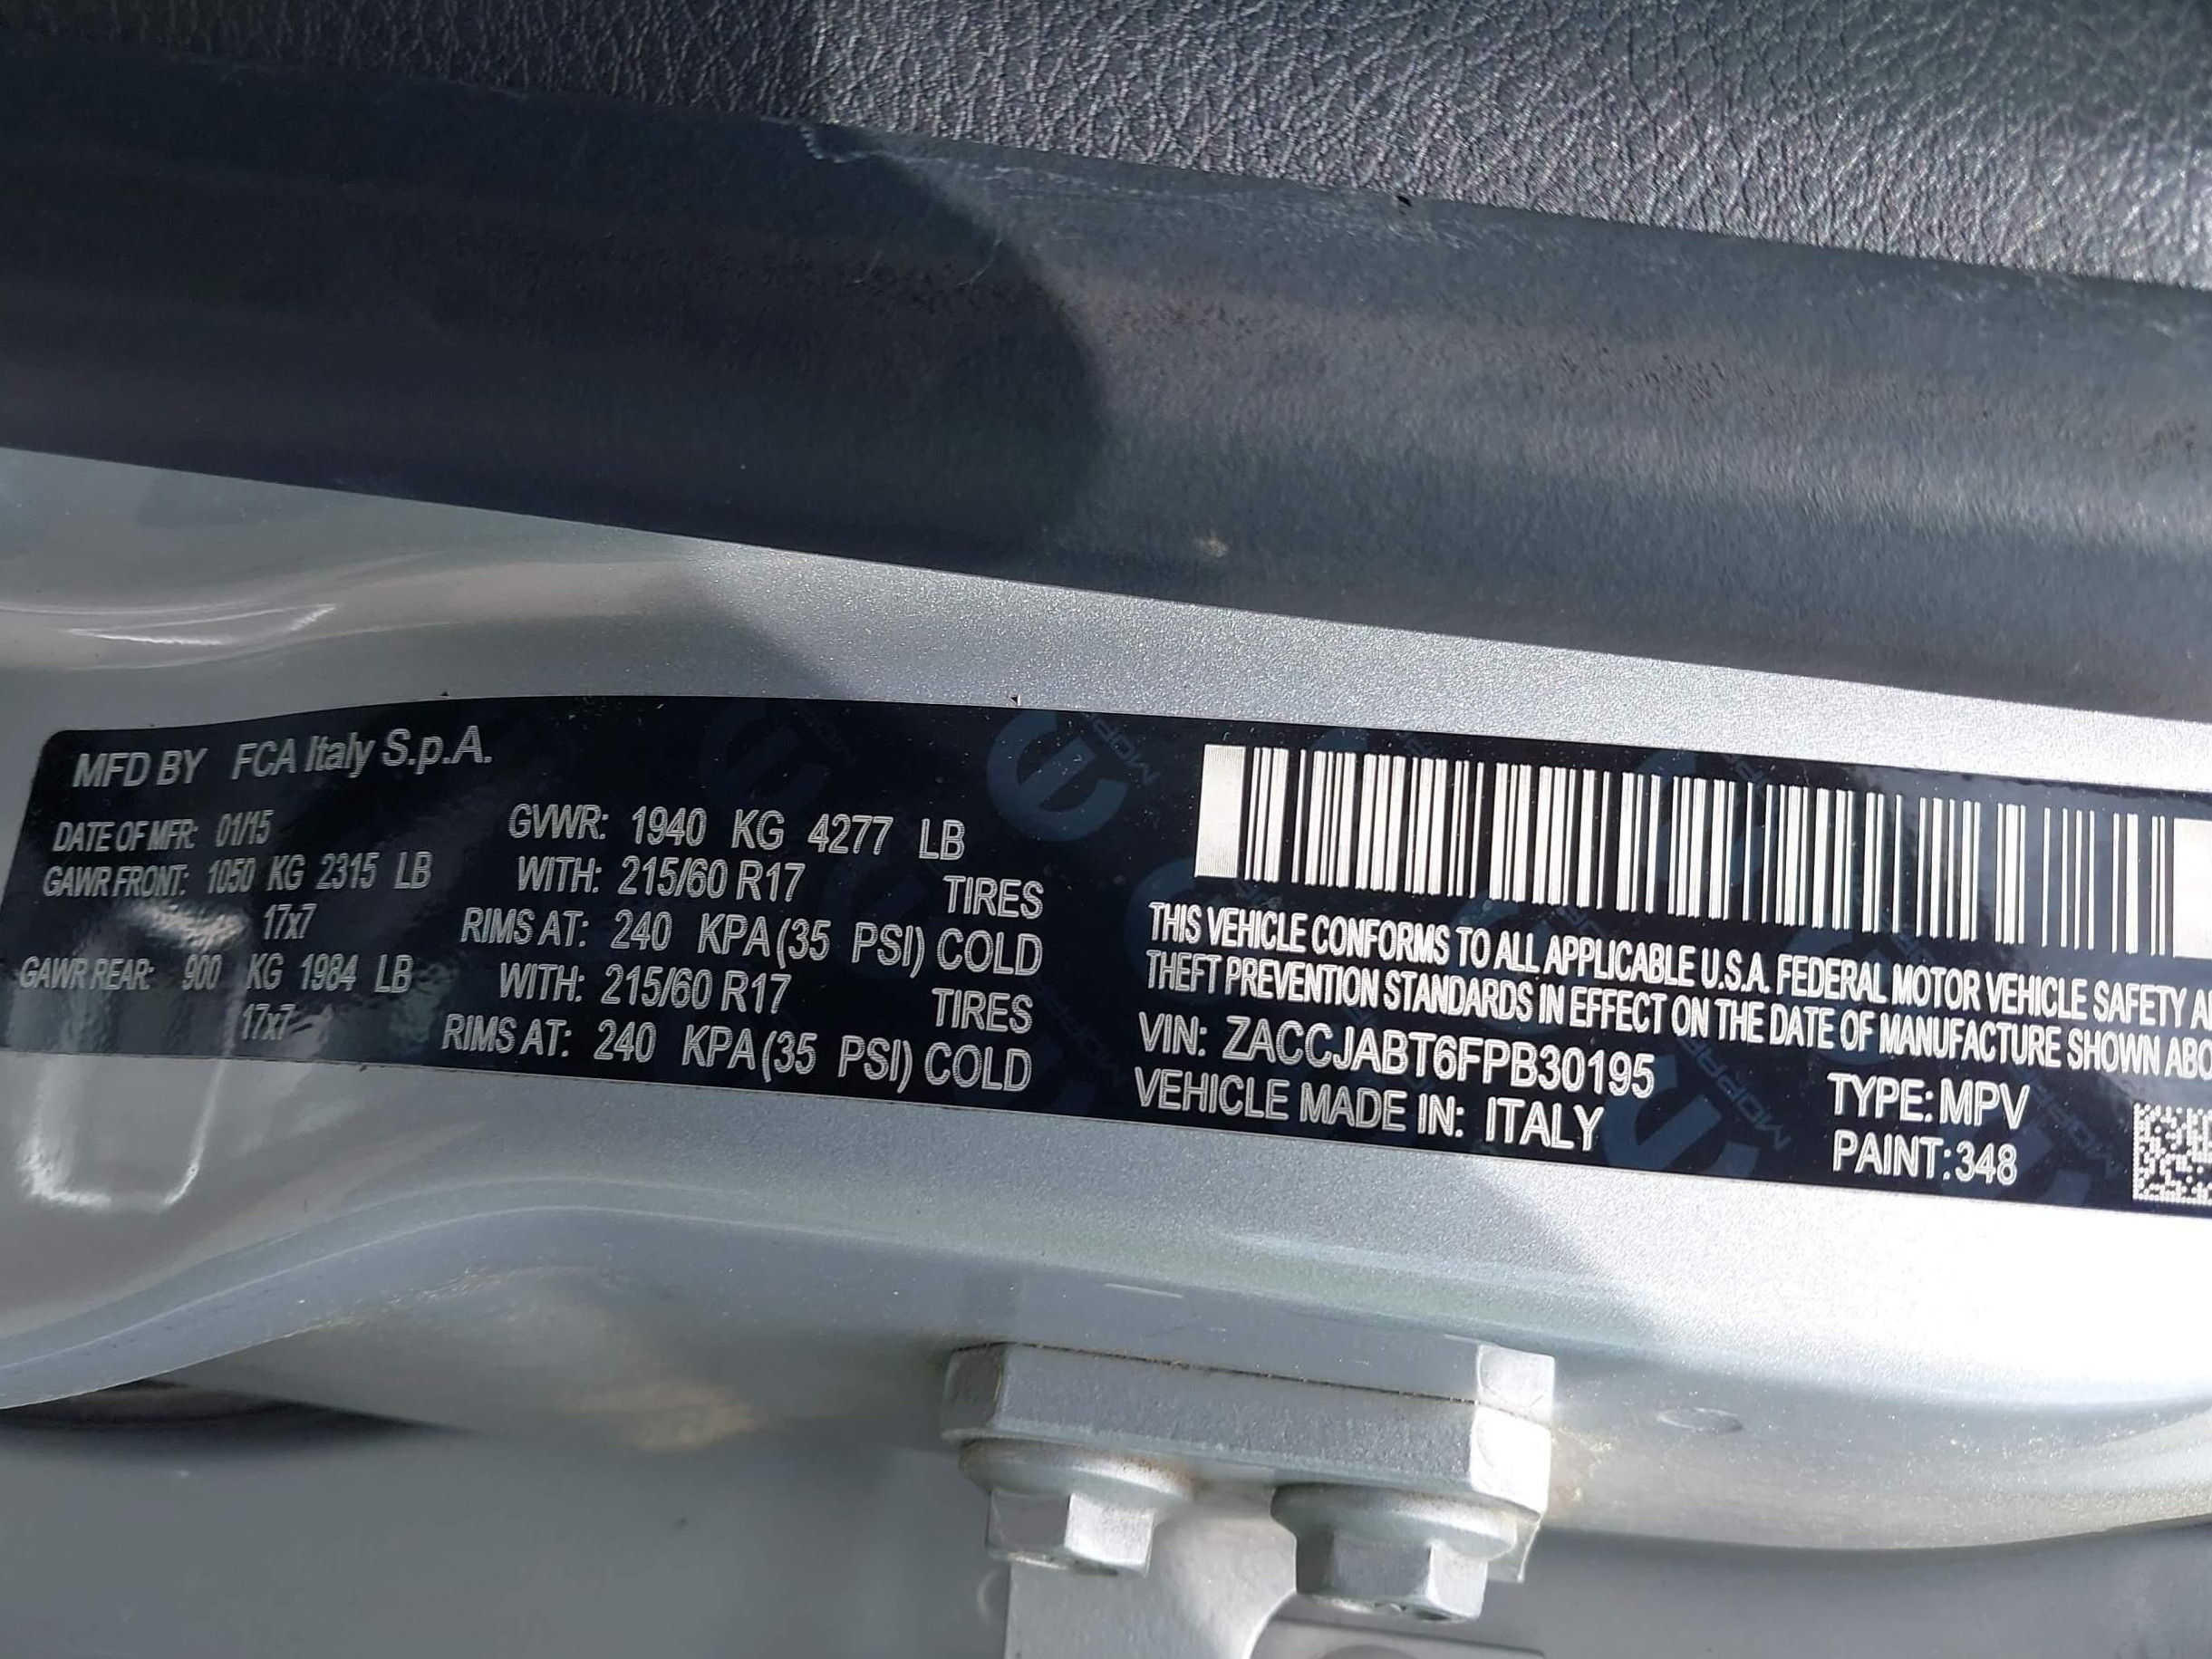 MFD BY FCA Italy S.p.A.
DATE OF MFR: 01/15 GVWR: 1940 KG 4277 LB
GAWR FRONT: 1050 KG 2315 LB WITH: 215/60 R17 TIRES
17x7 RIMS AT: 240 KPA (35 PSI) COLD
GAWR REAR: 900 KG 1984 LB WITH: 215/60 R17 TIRES
17x7 RIMS AT: 240 KPA (35 PSI) COLD
THIS VEHICLE CONFORMS TO ALL APPLICABLE U.S.A. FEDERAL MOTOR VEHICLE SAFETY
THEFT PREVENTION STANDARDS IN EFFECT ON THE DATE OF MANUFACTURE SHOWN
VIN: ZACCJABT6FPB30195 TYPE: MPV
VEHICLE MADE IN: ITALY PAINT: 348